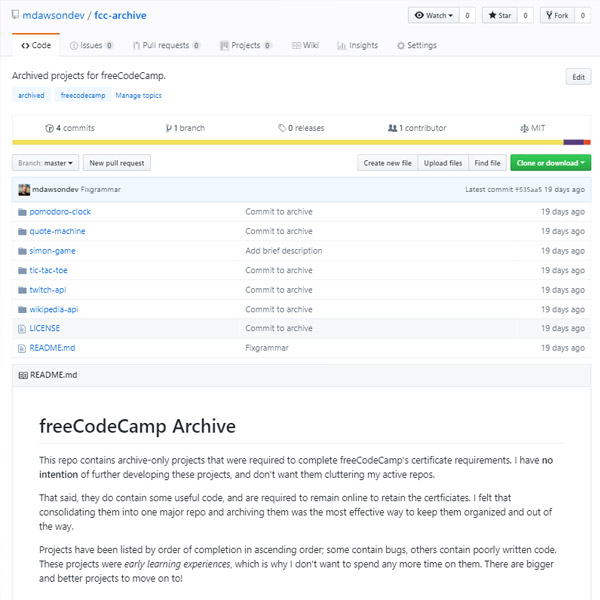 mdawsondev / fcc-archive
Watch 0 Star 0 Fork 0
Code Issues 0 Pull requests 0 Projects 0 Wiki Insights Settings
Archived projects for freeCodeCamp. Edit
archived freecodecamp Manage topics
4 commits 1 branch 0 releases 1 contributor MIT
Branch: master New pull request Create new file Upload files Find file Clone or download
mdawsondev Fixgrammar Latest commit f535aa5 19 days ago
pomodoro-clock Commit to archive 19 days ago
quote-machine Commit to archive 19 days ago
simon-game Add brief description 19 days ago
tic-tac-toe Commit to archive 19 days ago
twitch-api Commit to archive 19 days ago
wikipedia-api Commit to archive 19 days ago
LICENSE Commit to archive 19 days ago
README.md Fixgrammar 19 days ago
README.md
freeCodeCamp Archive
This repo contains archive-only projects that were required to complete freeCodeCamp's certificate requirements. I have no
intention of further developing these projects, and don't want them cluttering my active repos.
That said, they do contain some useful code, and are required to remain online to retain the certficiates. I felt that
consolidating them into one major repo and archiving them was the most effective way to keep them organized and out of
the way.
Projects have been listed by order of completion in ascending order; some contain bugs, others contain poorly written code.
These projects were early learning experiences, which is why I don't want to spend any more time on them. There are bigger
and better projects to move on to!